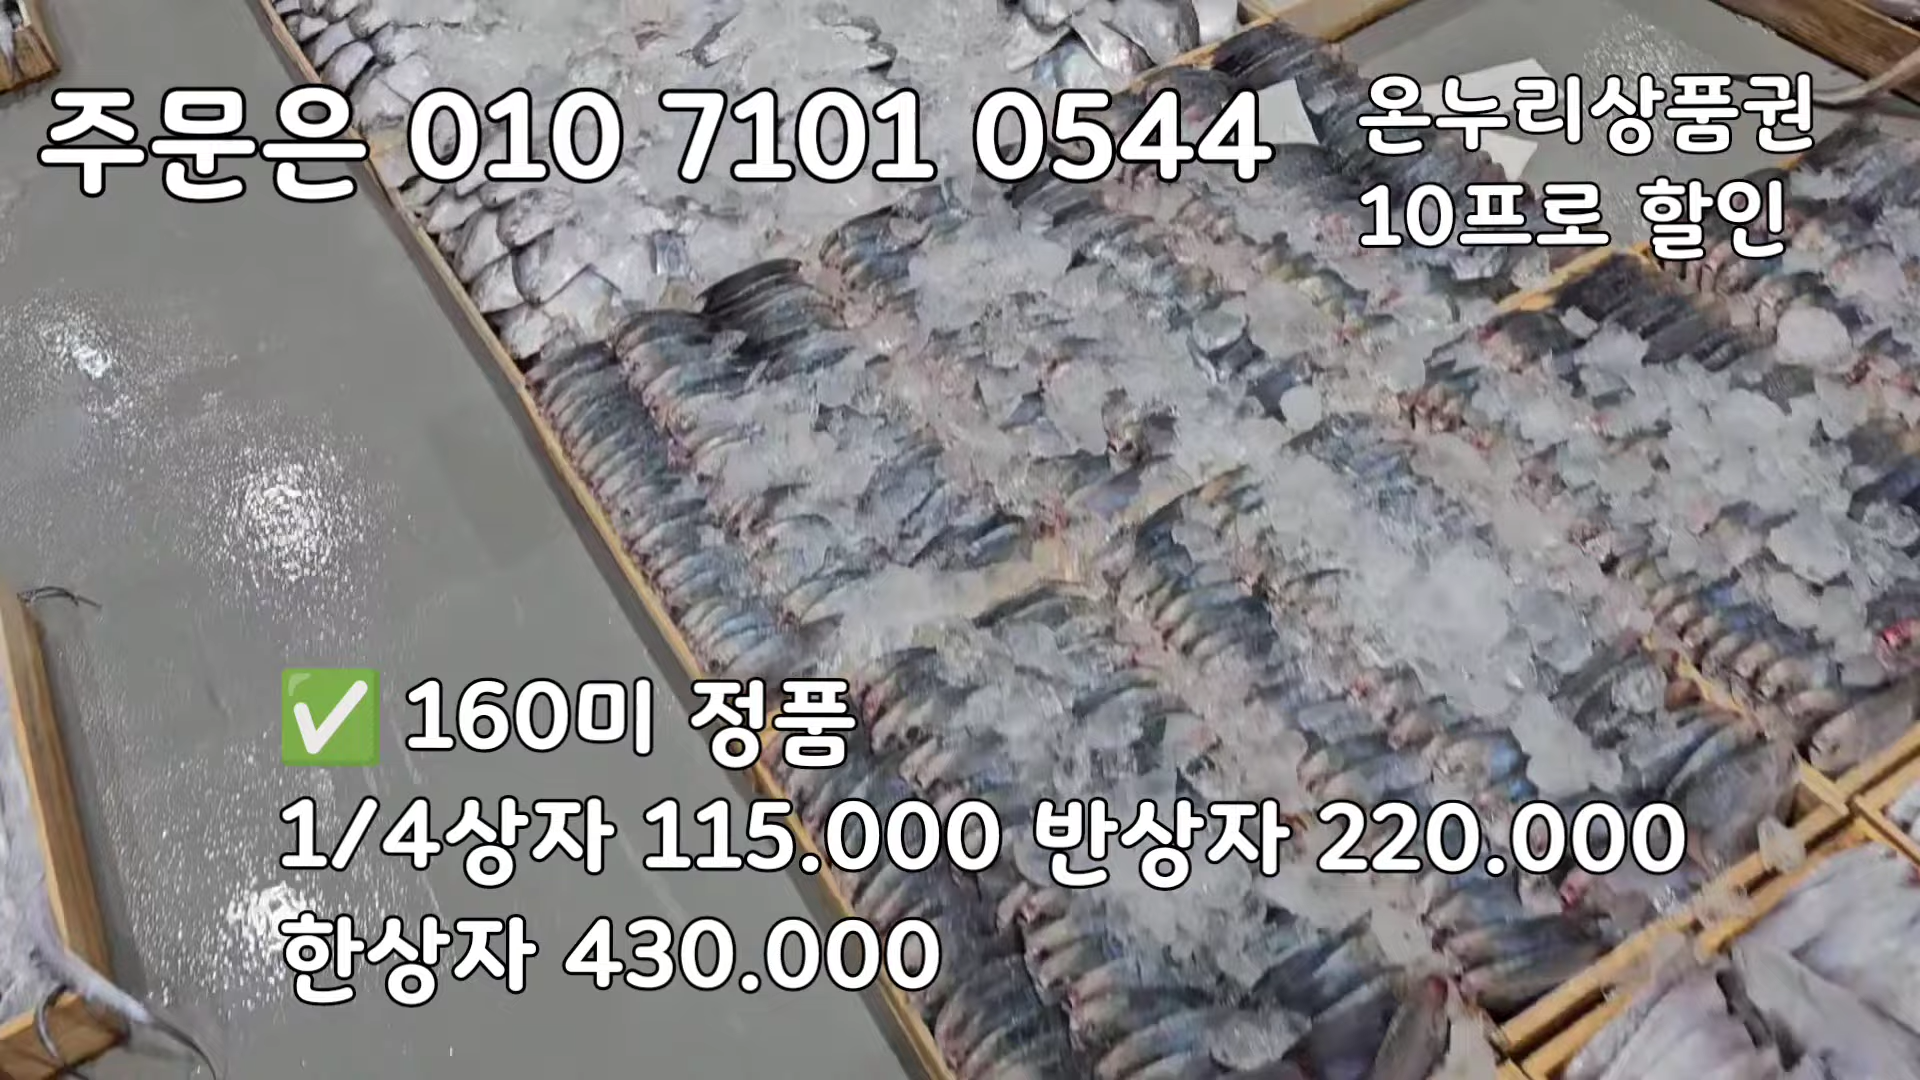 주문은 010 7101 0544
온누리상품권
10프로 할인
✅ 160미 정품
1/4상자 115.000 반상자 220.000
한상자 430.000